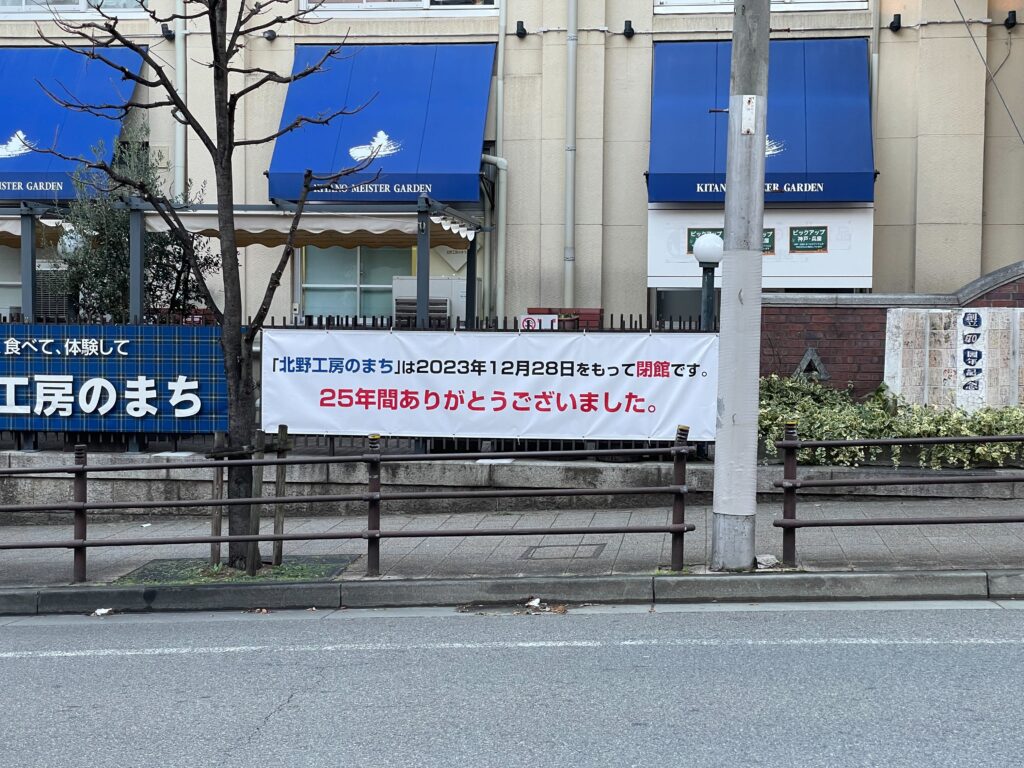 ISTER GARDEN
KITANO MEISTER GARDEN
KITANO
ER GARDEN
ピックアップ
ピックアップ
神戸・兵庫
食べて、体験して
工房のまち
「北野工房のまち」は2023年12月28日をもって閉館です。
25年間ありがとうございました。